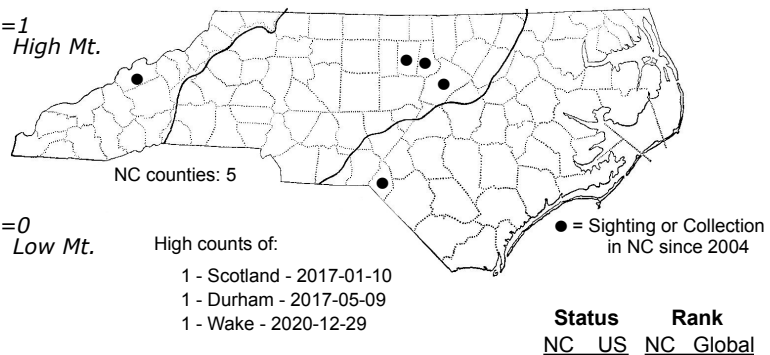 =1
High Mt.
NC counties: 5
=0
Low Mt.
High counts of:
1 - Scotland - 2017-01-10
1 - Durham - 2017-05-09
1 - Wake - 2020-12-29
● = Sighting or Collection
in NC since 2004
Status Rank
NC US NC Global